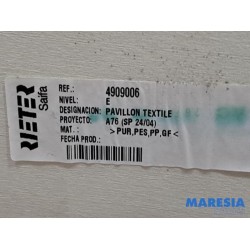 RIETER
Saifa
REF.: 4909006
NIVEL: E
DESIGNACION: PAVILLON TEXTILE
PROYECTO: A76 (SP 24/04)
MAT.: >PUR,PES,PP,GF<
FECHA PROD.:
MARESIA